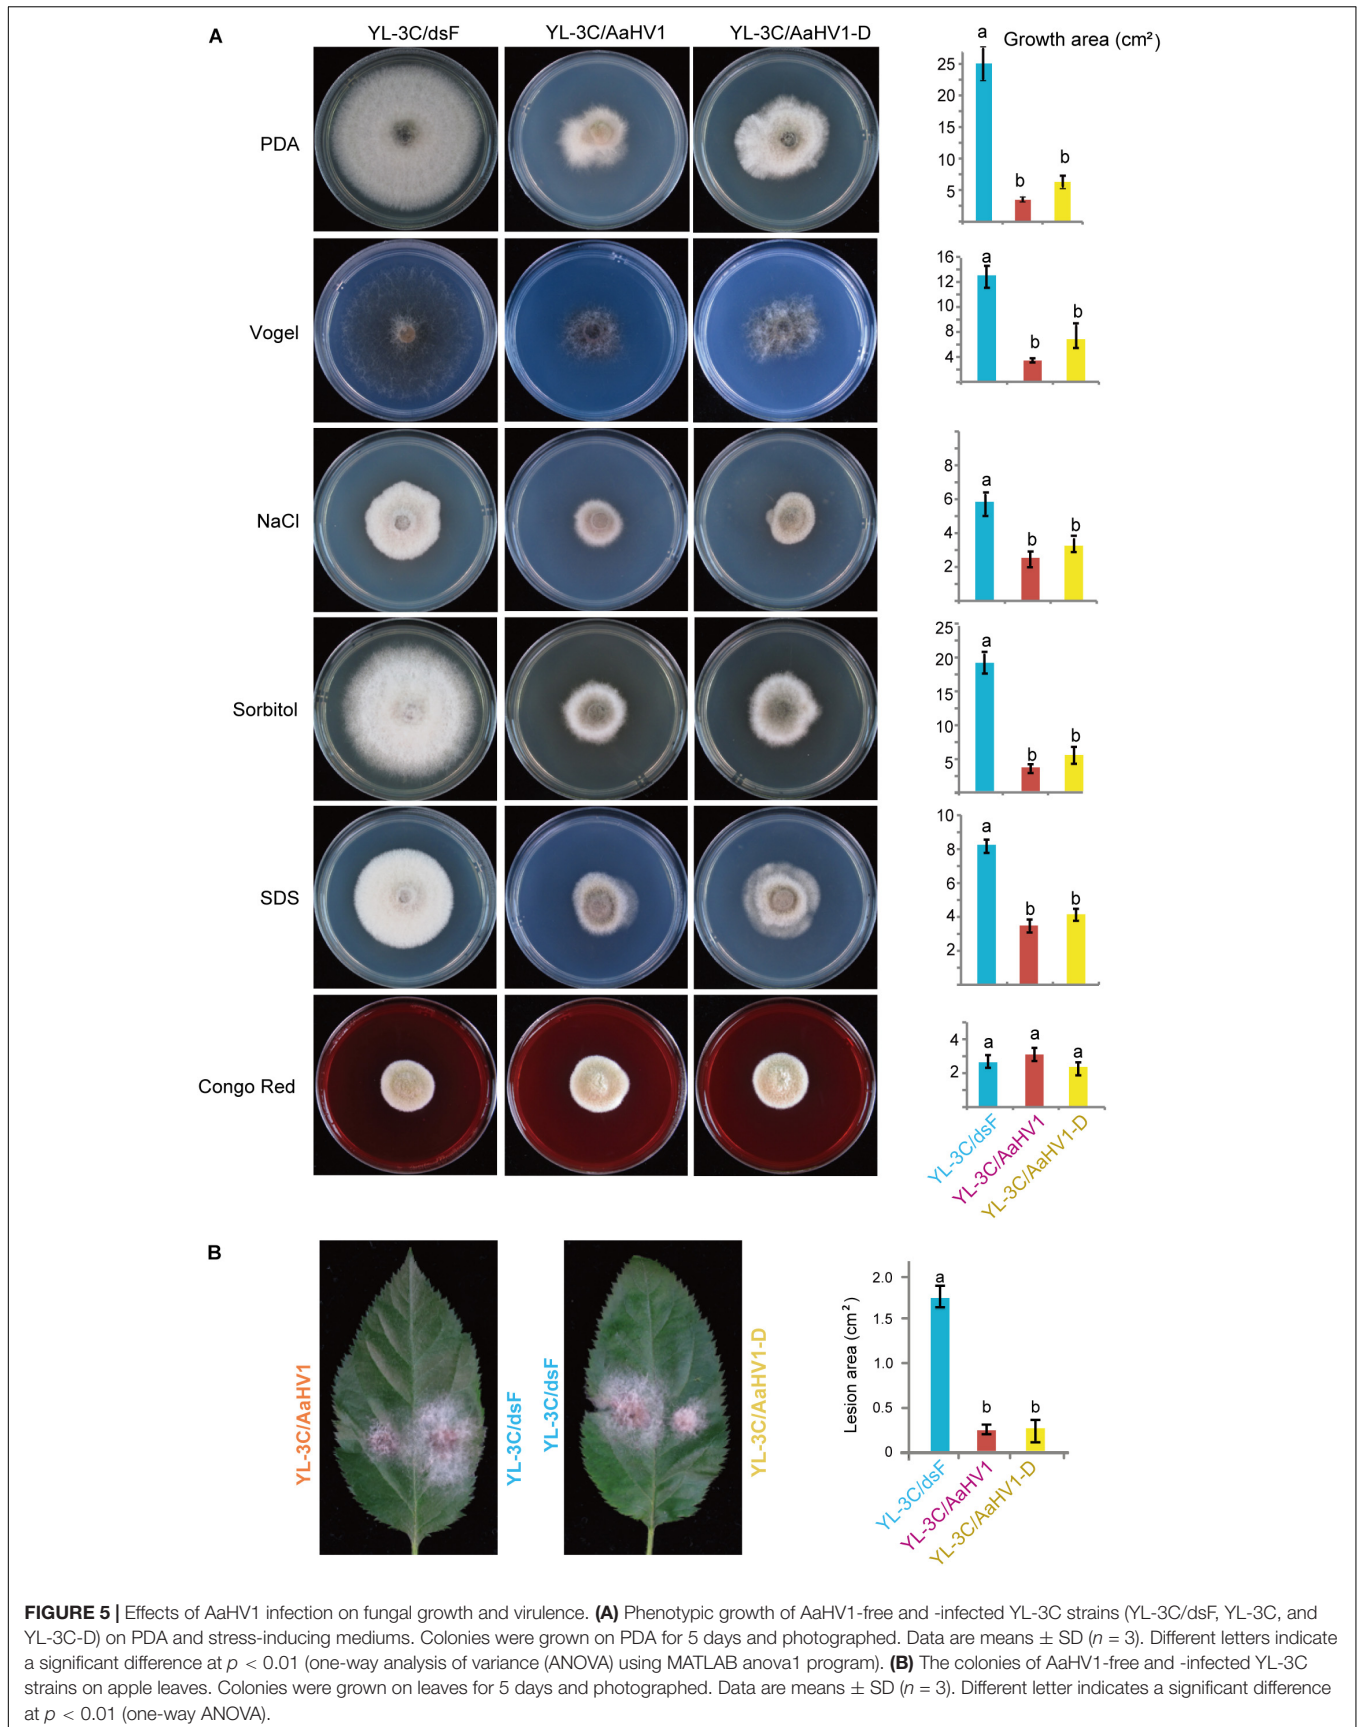 A
YL-3C/dsF
YL-3C/AaHV1
YL-3C/AaHV1-D
Growth area (cm²)
PDA
a
b
b
25
20
15
10
5
Vogel
a
b
b
16
12
10
8
4
NaCl
a
b
b
8
6
4
2
Sorbitol
a
b
b
25
20
15
10
5
SDS
a
b
b
10
8
6
4
2
Congo Red
a
a
a
4
2
YL-3C/dsF
YL-3C/AaHV1
YL-3C/AaHV1-D
B
YL-3C/AaHV1
YL-3C/dsF
YL-3C/dsF
YL-3C/AaHV1-D
Lesion area (cm²)
2.0
1.5
1.0
0.5
0
a
b
b
YL-3C/dsF
YL-3C/AaHV1
YL-3C/AaHV1-D
FIGURE 5 | Effects of AaHV1 infection on fungal growth and virulence. (A) Phenotypic growth of AaHV1-free and -infected YL-3C strains (YL-3C/dsF, YL-3C, and
YL-3C-D) on PDA and stress-inducing mediums. Colonies were grown on PDA for 5 days and photographed. Data are means ± SD (n = 3). Different letters indicate
a significant difference at p < 0.01 (one-way analysis of variance (ANOVA) using MATLAB anova1 program). (B) The colonies of AaHV1-free and -infected YL-3C
strains on apple leaves. Colonies were grown on leaves for 5 days and photographed. Data are means ± SD (n = 3). Different letter indicates a significant difference
at p < 0.01 (one-way ANOVA).